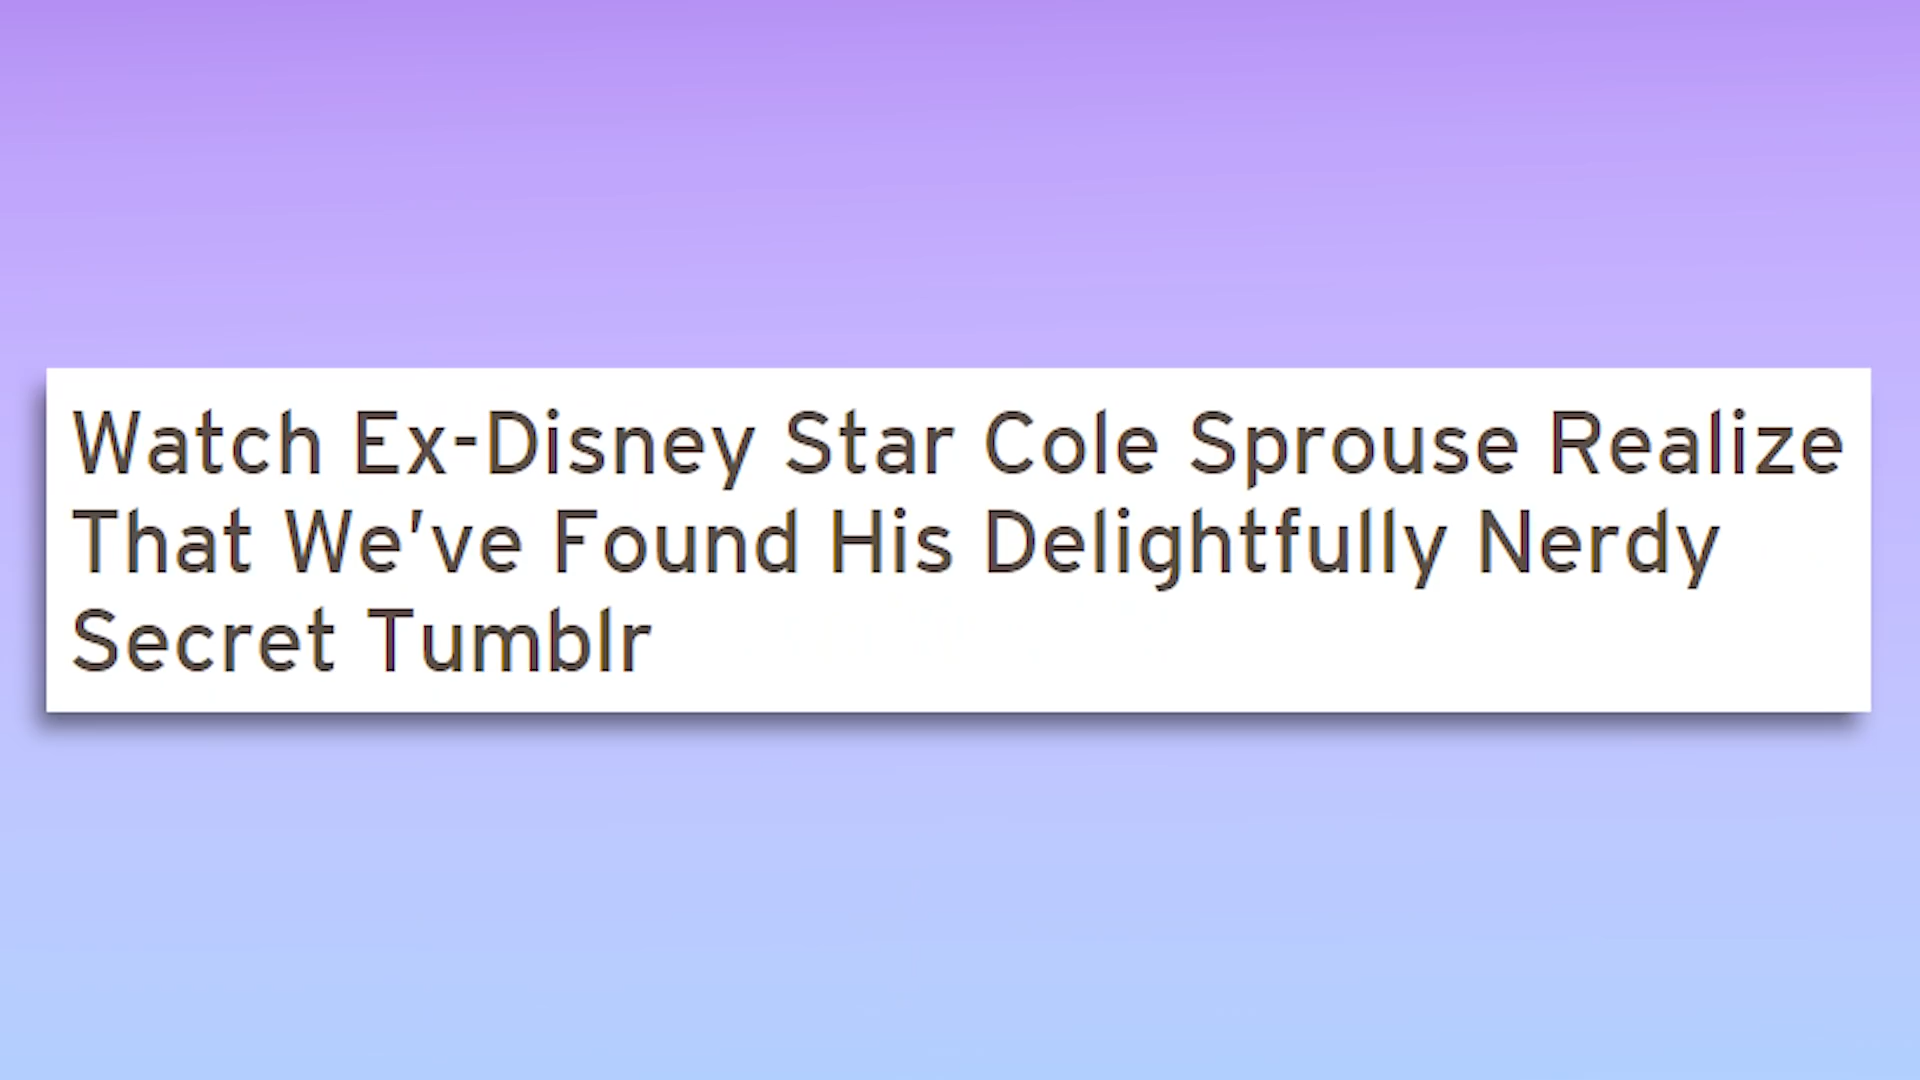 Watch Ex-Disney Star Cole Sprouse Realize
That We've Found His Delightfully Nerdy
Secret Tumblr